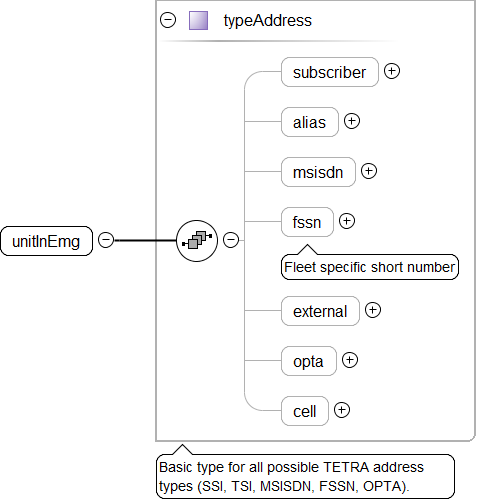 typeAddress
subscriber
alias
msisdn
fssn
unitInEmg
Fleet specific short number
external
opta
cell
Basic type for all possible TETRA address
types (SSI, TSI, MSISDN, FSSN, OPTA).